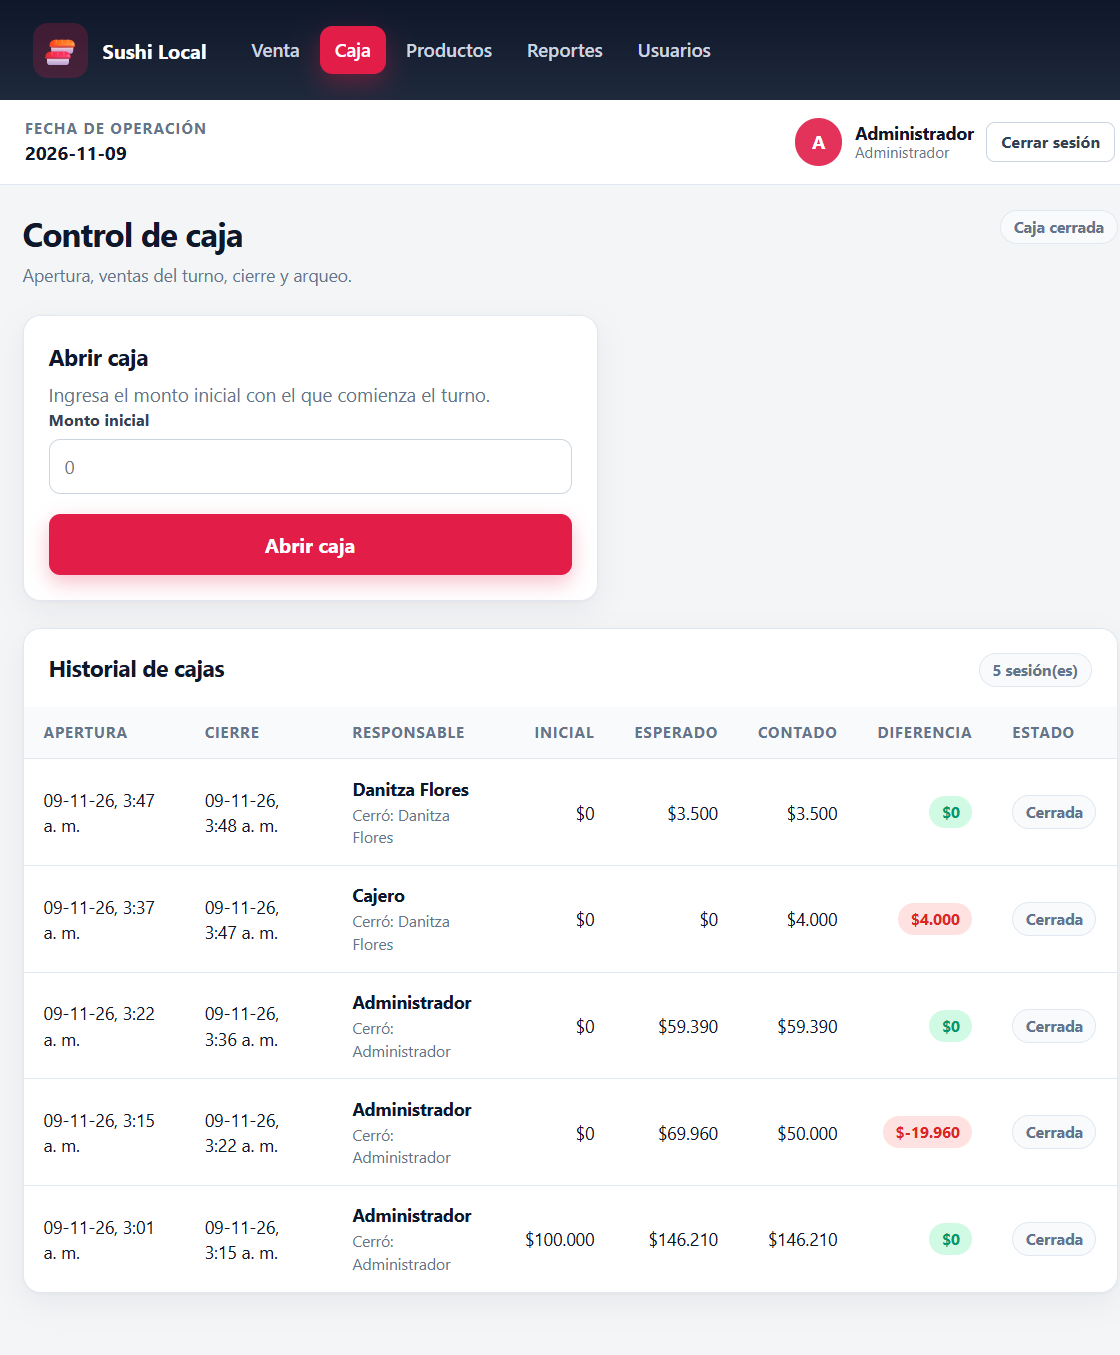 Sushi Local Venta Caja Productos Reportes Usuarios
FECHA DE OPERACIÓN
2026-11-09
A
Administrador
Administrador
Cerrar sesión
Control de caja
Caja cerrada
Apertura, ventas del turno, cierre y arqueo.
Abrir caja
Ingresa el monto inicial con el que comienza el turno.
Monto inicial
0
Abrir caja
Historial de cajas
5 sesión(es)
APERTURA CIERRE RESPONSABLE INICIAL ESPERADO CONTADO DIFERENCIA ESTADO
09-11-26, 3:47
a. m.
09-11-26,
3:48 a. m.
Danitza Flores
Cerró: Danitza
Flores
$0 $3.500 $3.500 $0 Cerrada
09-11-26, 3:37
a. m.
09-11-26,
3:47 a. m.
Cajero
Cerró: Danitza
Flores
$0 $0 $4.000 $4.000 Cerrada
09-11-26, 3:22
a. m.
09-11-26,
3:36 a. m.
Administrador
Cerró:
Administrador
$0 $59.390 $59.390 $0 Cerrada
09-11-26, 3:15
a. m.
09-11-26,
3:22 a. m.
Administrador
Cerró:
Administrador
$0 $69.960 $50.000 $-19.960 Cerrada
09-11-26, 3:01
a. m.
09-11-26,
3:15 a. m.
Administrador
Cerró:
Administrador
$100.000 $146.210 $146.210 $0 Cerrada